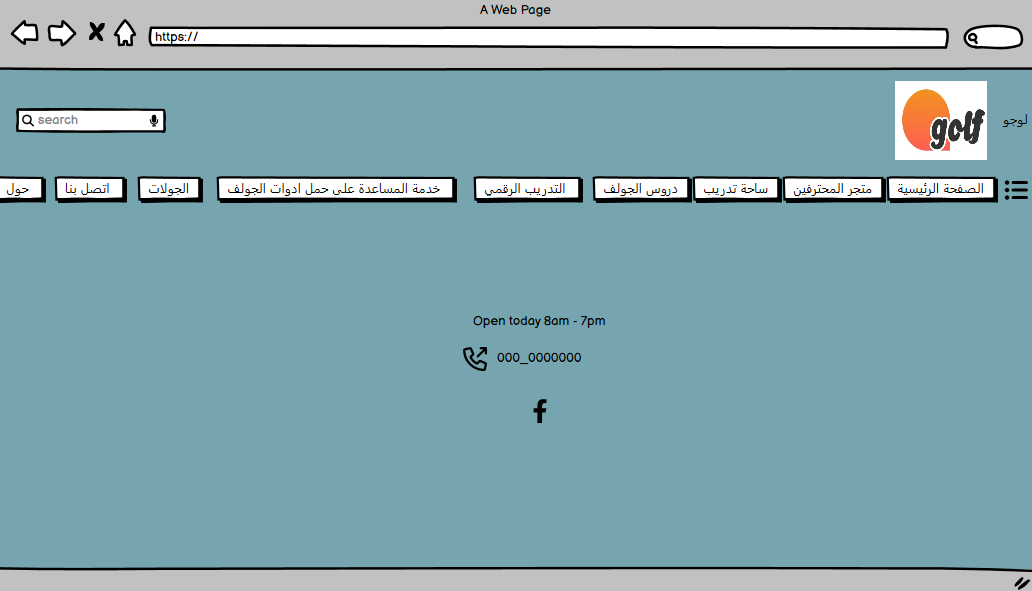 A Web Page
https://
search
golf
لوجو
الصفحة الرئيسية
متجر المحترفين
ساحة تدريب
دروس الجولف
التدريب الرقمي
خدمة المساعدة على حمل ادوات الجولف
الجولات
اتصل بنا
حول
Open today 8am - 7pm
000_0000000